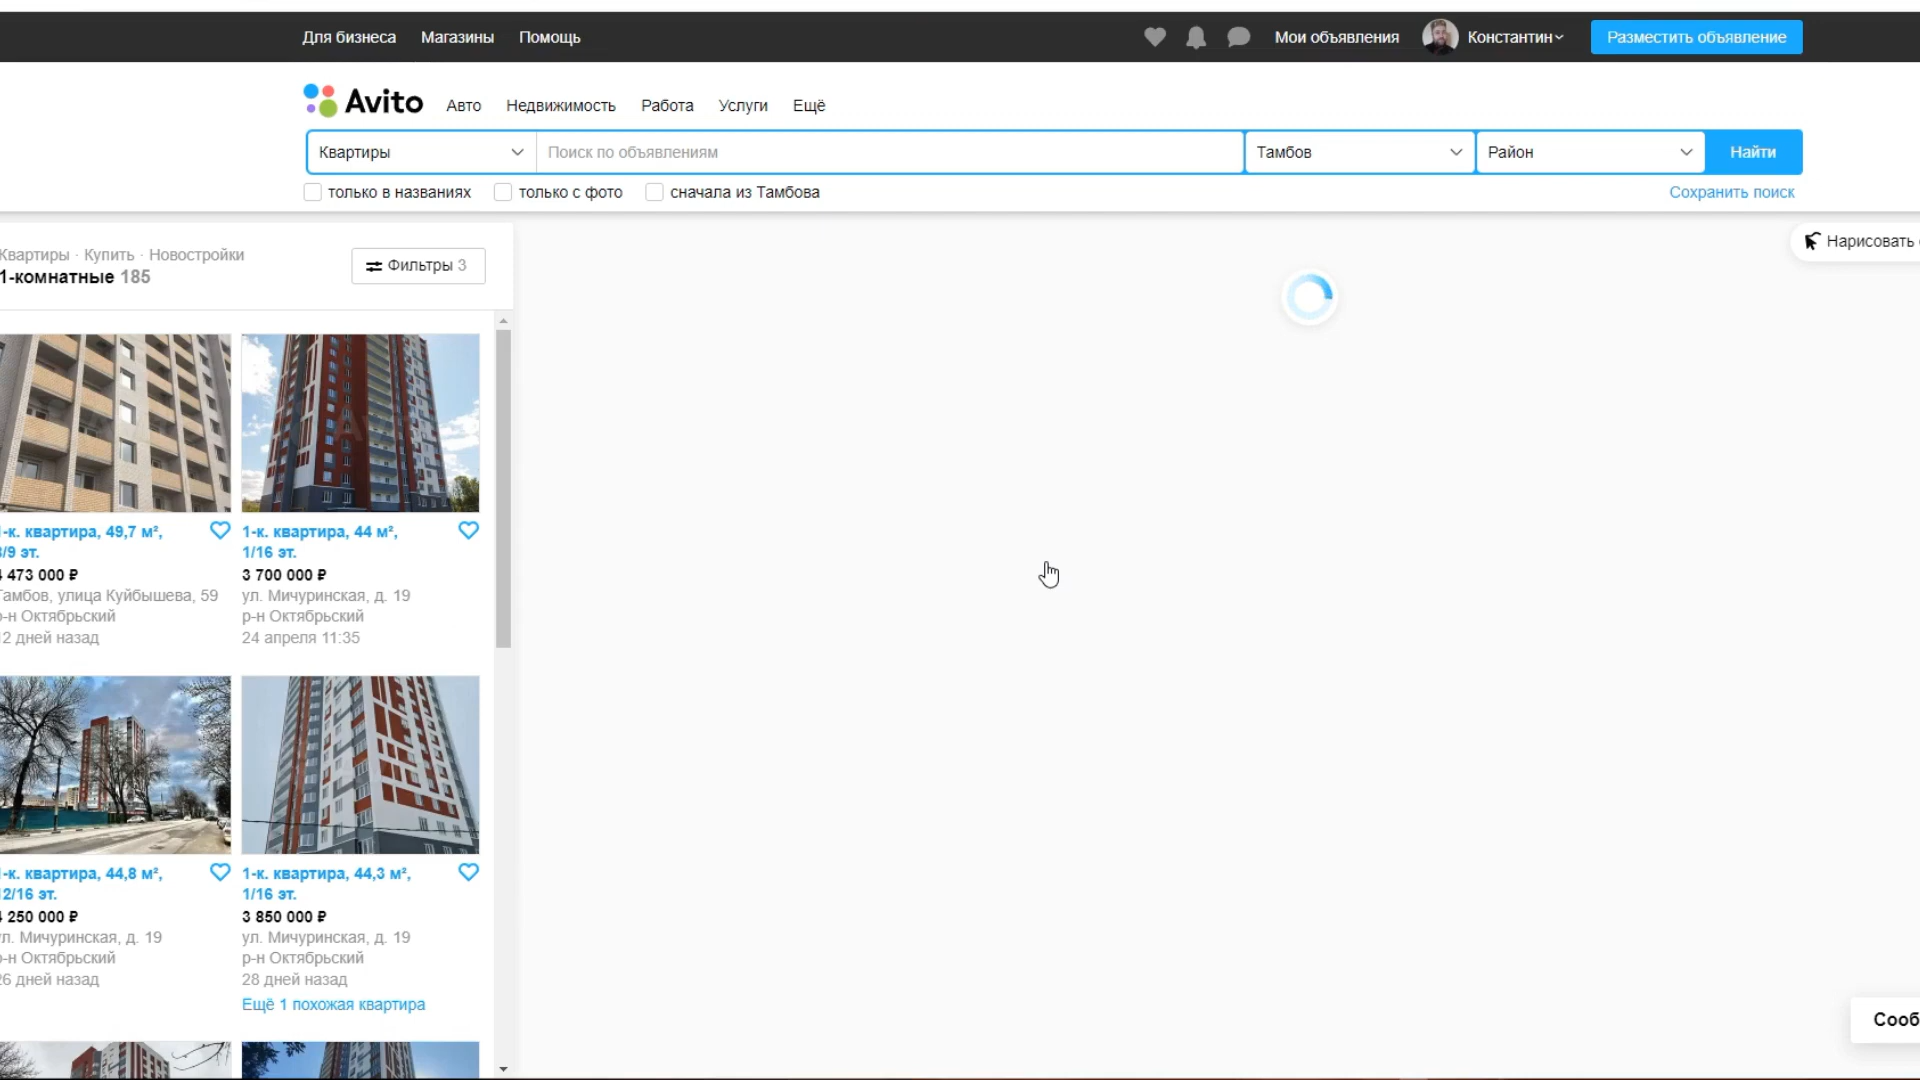 Для бизнеса Магазины Помощь Мои объявления Константин Разместить объявление
Avito Авто Недвижимость Работа Услуги Ещё
Квартиры Поиск по объявлениям Тамбов Район Найти
только в названиях только с фото сначала из Тамбова Сохранить поиск
Квартиры · Купить · Новостройки
1-комнатные 185
Фильтры 3
Нарисовать
-к. квартира, 49,7 м²,
/9 эт.
473 000 ₽
Тамбов, улица Куйбышева, 59
р-н Октябрьский
12 дней назад
1-к. квартира, 44 м²,
1/16 эт.
3 700 000 ₽
ул. Мичуринская, д. 19
р-н Октябрьский
24 апреля 11:35
-к. квартира, 44,8 м²,
12/16 эт.
250 000 ₽
ул. Мичуринская, д. 19
р-н Октябрьский
26 дней назад
1-к. квартира, 44,3 м²,
1/16 эт.
3 850 000 ₽
ул. Мичуринская, д. 19
р-н Октябрьский
28 дней назад
Ещё 1 похожая квартира
Сооб